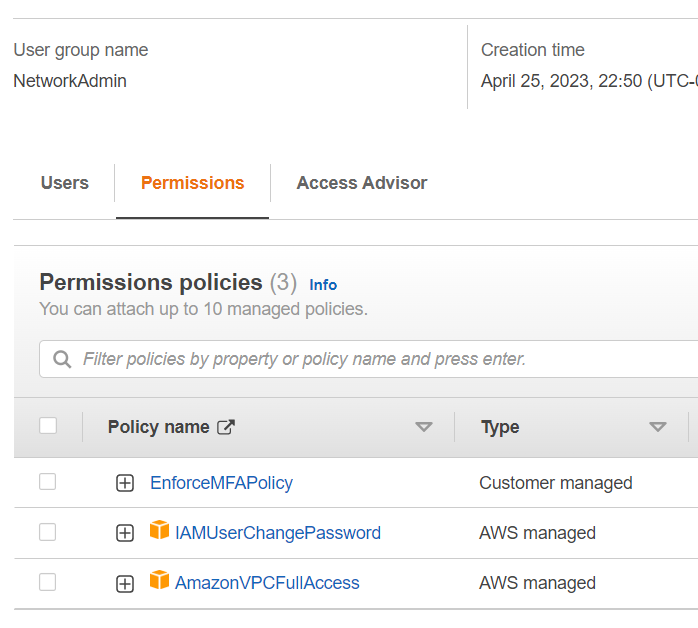 User group name
NetworkAdmin
Creation time
April 25, 2023, 22:50 (UTC-
Users
Permissions
Access Advisor
Permissions policies (3) Info
You can attach up to 10 managed policies.
Filter policies by property or policy name and press enter.
Policy name Type
EnforceMFAPolicy Customer managed
IAMUserChangePassword AWS managed
AmazonVPCFullAccess AWS managed